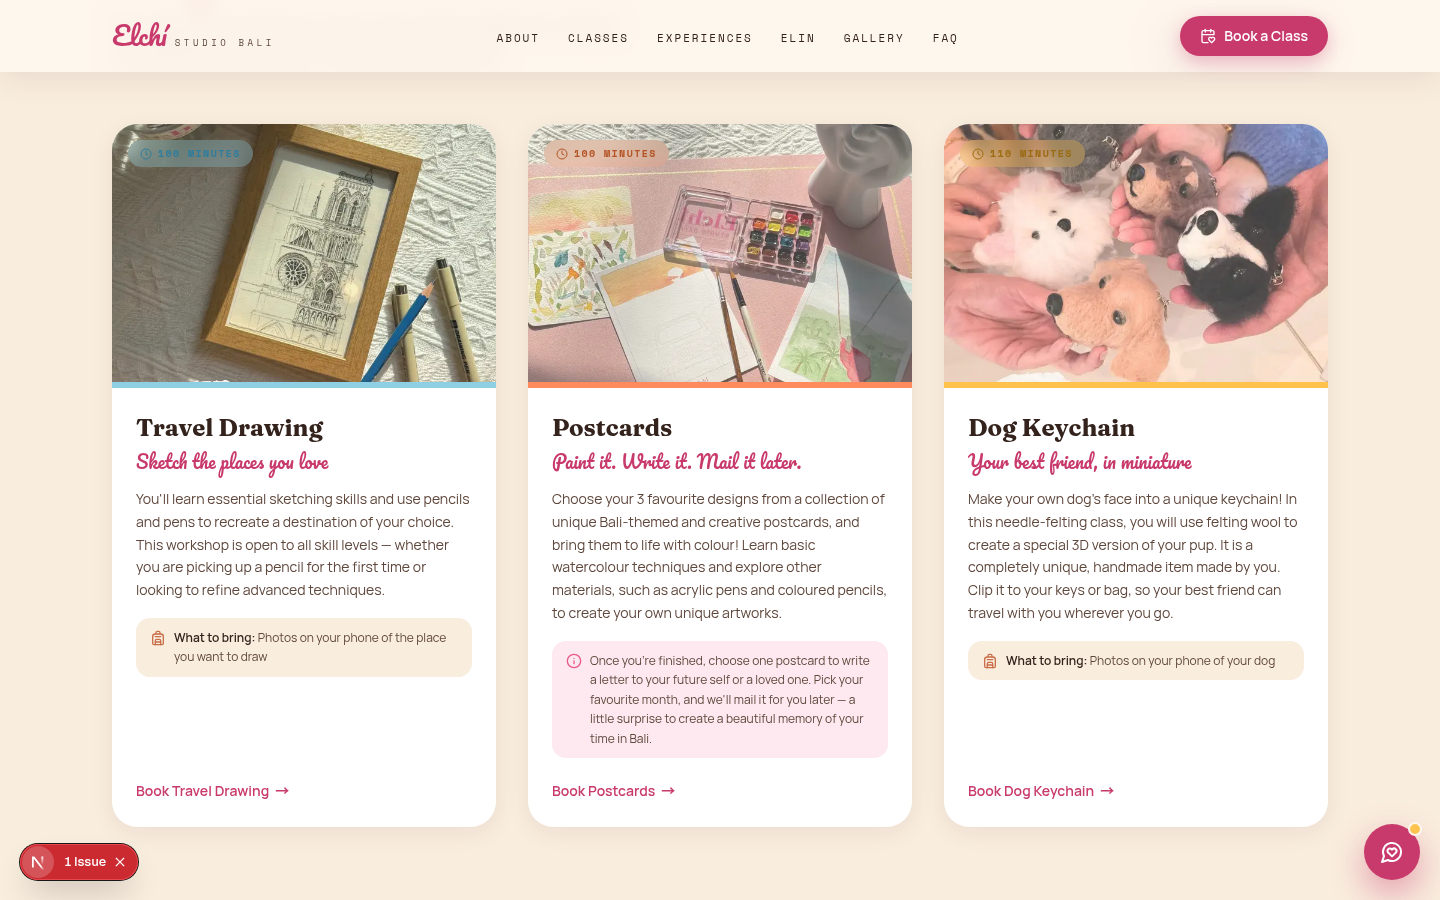 Elchí STUDIO BALI
ABOUT CLASSES EXPERIENCES ELIN GALLERY FAQ
Book a Class
100 MINUTES
100 MINUTES
110 MINUTES
Travel Drawing
Sketch the places you love
You'll learn essential sketching skills and use pencils
and pens to recreate a destination of your choice.
This workshop is open to all skill levels — whether
you are picking up a pencil for the first time or
looking to refine advanced techniques.
What to bring: Photos on your phone of the place
you want to draw
Book Travel Drawing →
Postcards
Paint it. Write it. Mail it later.
Choose your 3 favourite designs from a collection of
unique Bali-themed and creative postcards, and
bring them to life with colour! Learn basic
watercolour techniques and explore other
materials, such as acrylic pens and coloured pencils,
to create your own unique artworks.
Once you're finished, choose one postcard to write
a letter to your future self or a loved one. Pick your
favourite month, and we'll mail it for you later — a
little surprise to create a beautiful memory of your
time in Bali.
Book Postcards →
Dog Keychain
Your best friend, in miniature
Make your own dog's face into a unique keychain! In
this needle-felting class, you will use felting wool to
create a special 3D version of your pup. It is a
completely unique, handmade item made by you.
Clip it to your keys or bag, so your best friend can
travel with you wherever you go.
What to bring: Photos on your phone of your dog
Book Dog Keychain →
N 1 Issue